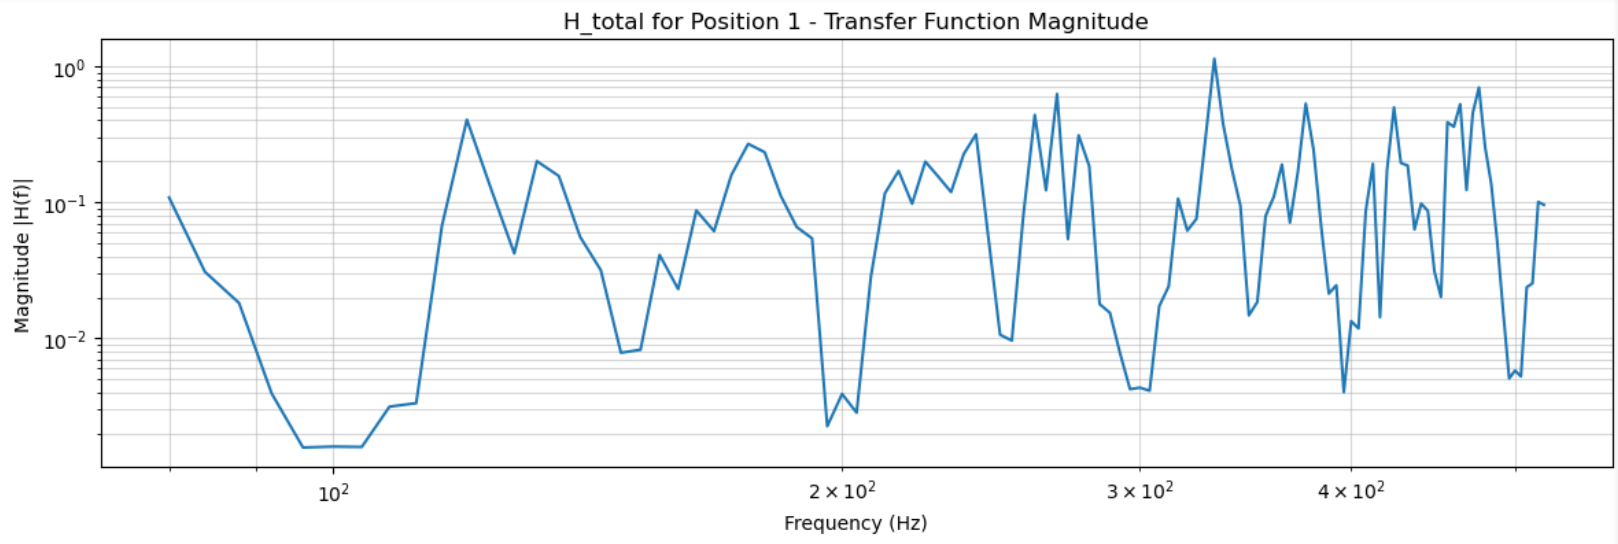 H_total for Position 1 - Transfer Function Magnitude
Magnitude |H(f)|
10⁰
10⁻¹
10⁻²
10²
2 × 10²
3 × 10²
4 × 10²
Frequency (Hz)